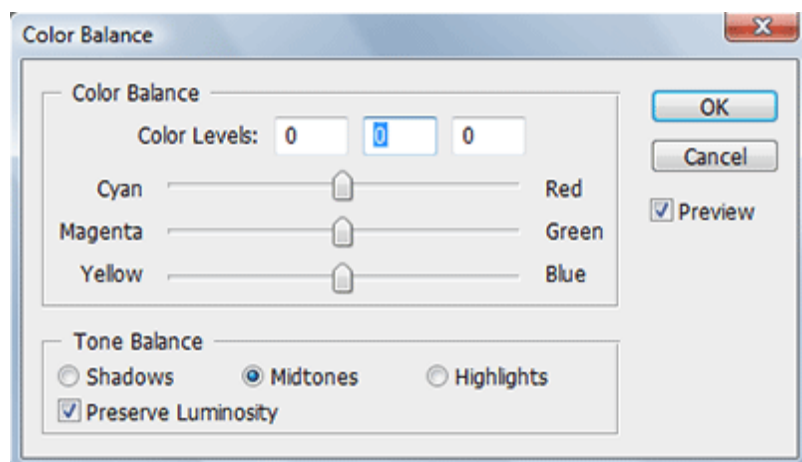 Color Balance
Color Balance
Color Levels: 0 0 0
Cyan Red
Magenta Green
Yellow Blue
OK
Cancel
Preview
Tone Balance
Shadows Midtones Highlights
Preserve Luminosity